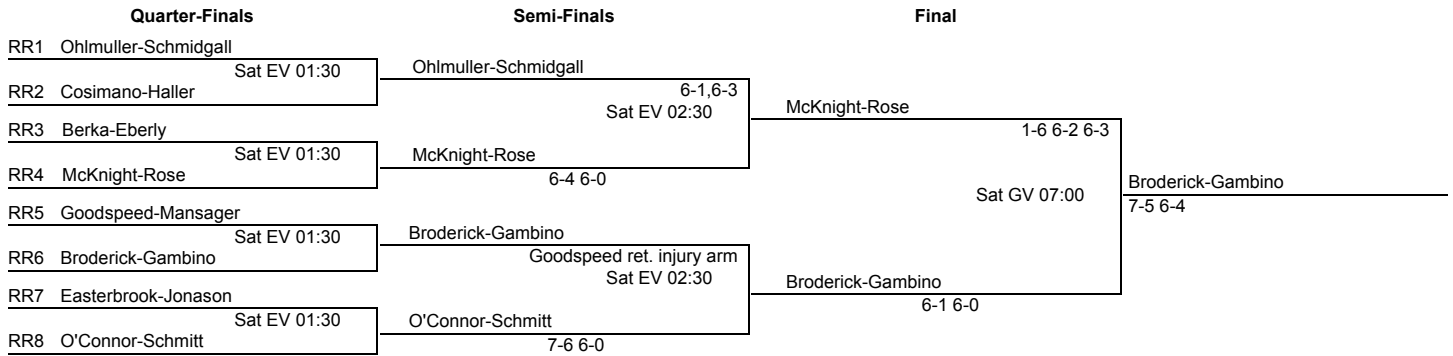 Quarter-Finals Semi-Finals Final
RR1 Ohlmuller-Schmidgall
Sat EV 01:30
RR2 Cosimano-Haller
Ohlmuller-Schmidgall
6-1,6-3
Sat EV 02:30
RR3 Berka-Eberly
Sat EV 01:30
RR4 McKnight-Rose
McKnight-Rose
6-4 6-0
McKnight-Rose
1-6 6-2 6-3
Sat GV 07:00
RR5 Goodspeed-Mansager
Sat EV 01:30
RR6 Broderick-Gambino
Broderick-Gambino
Goodspeed ret. injury arm
Sat EV 02:30
RR7 Easterbrook-Jonason
Sat EV 01:30
RR8 O'Connor-Schmitt
O'Connor-Schmitt
7-6 6-0
Broderick-Gambino
6-1 6-0
Broderick-Gambino
7-5 6-4